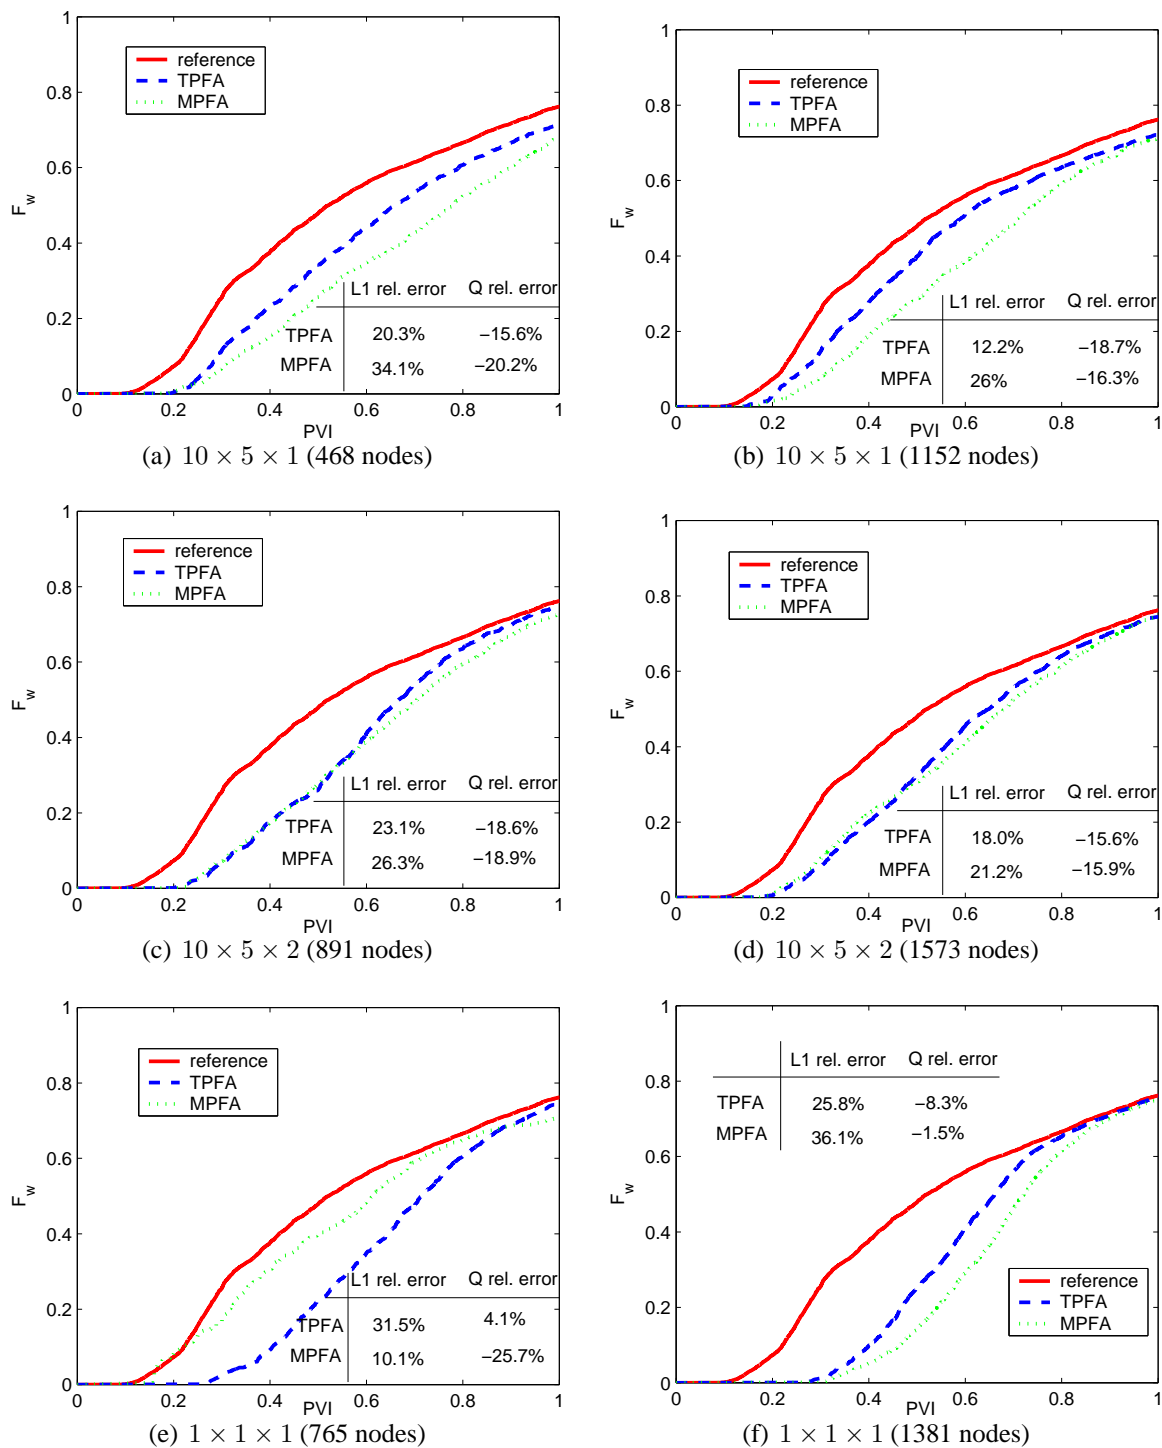 1
0.8
0.6
0.4
0.2
0
F_w
reference
TPFA
MPFA
L1 rel. error Q rel. error
TPFA 20.3% −15.6%
MPFA 34.1% −20.2%
0 0.2 0.4 0.6 0.8 1
PVI
(a) 10 × 5 × 1 (468 nodes)
1
0.8
0.6
0.4
0.2
0
F_w
reference
TPFA
MPFA
L1 rel. error Q rel. error
TPFA 12.2% −18.7%
MPFA 26% −16.3%
0 0.2 0.4 0.6 0.8 1
PVI
(b) 10 × 5 × 1 (1152 nodes)
1
0.8
0.6
0.4
0.2
0
F_w
reference
TPFA
MPFA
L1 rel. error Q rel. error
TPFA 23.1% −18.6%
MPFA 26.3% −18.9%
0 0.2 0.4 0.6 0.8 1
PVI
(c) 10 × 5 × 2 (891 nodes)
1
0.8
0.6
0.4
0.2
0
F_w
reference
TPFA
MPFA
L1 rel. error Q rel. error
TPFA 18.0% −15.6%
MPFA 21.2% −15.9%
0 0.2 0.4 0.6 0.8 1
PVI
(d) 10 × 5 × 2 (1573 nodes)
1
0.8
0.6
0.4
0.2
0
F_w
reference
TPFA
MPFA
L1 rel. error Q rel. error
TPFA 31.5% 4.1%
MPFA 10.1% −25.7%
0 0.2 0.4 0.6 0.8 1
PVI
(e) 1 × 1 × 1 (765 nodes)
1
0.8
0.6
0.4
0.2
0
F_w
L1 rel. error Q rel. error
TPFA 25.8% −8.3%
MPFA 36.1% −1.5%
reference
TPFA
MPFA
0 0.2 0.4 0.6 0.8 1
PVI
(f) 1 × 1 × 1 (1381 nodes)